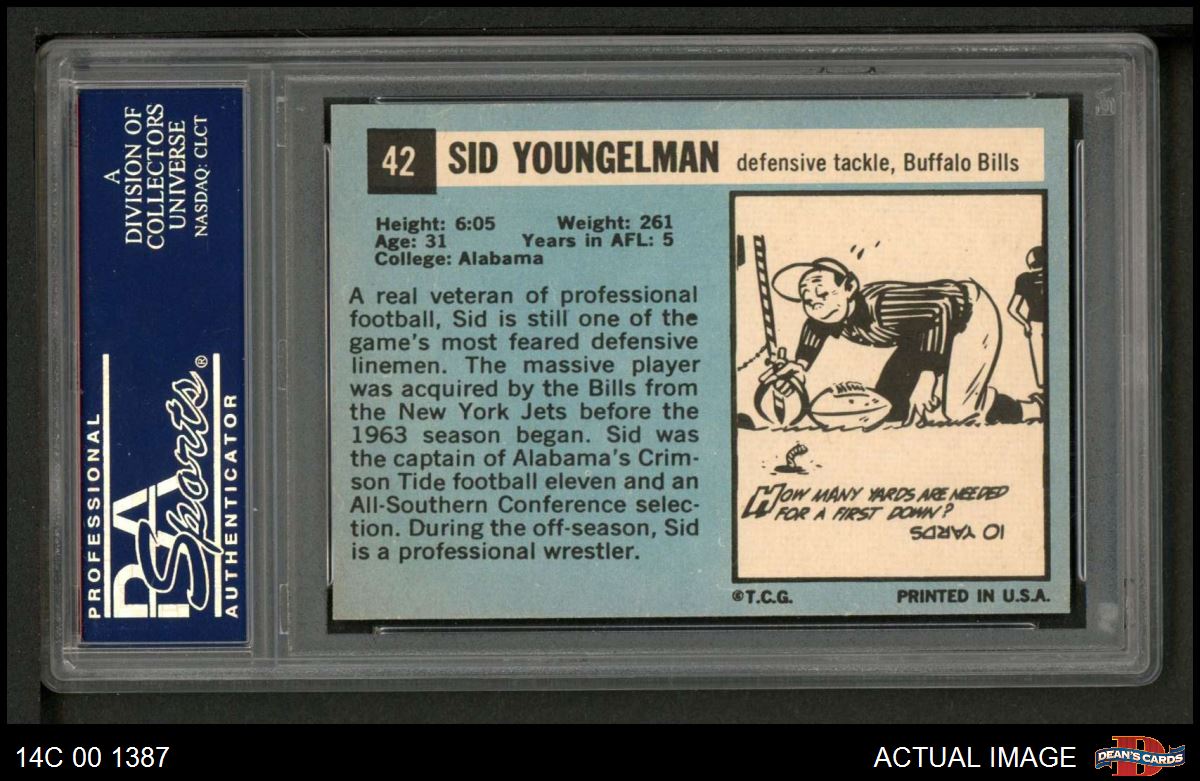 A
DIVISION OF
COLLECTORS
UNIVERSE
NASDAQ: CLCT
PROFESSIONAL
PSA
Sports®
AUTHENTICATOR
42 SID YOUNGELMAN defensive tackle, Buffalo Bills
Height: 6:05 Weight: 261
Age: 31 Years in AFL: 5
College: Alabama
A real veteran of professional
football, Sid is still one of the
game's most feared defensive
linemen. The massive player
was acquired by the Bills from
the New York Jets before the
1963 season began. Sid was
the captain of Alabama's Crim-
son Tide football eleven and an
All-Southern Conference selec-
tion. During the off-season, Sid
is a professional wrestler.
HOW MANY YARDS ARE NEEDED
FOR A FIRST DOWN?
10 YARDS
©T.C.G. PRINTED IN U.S.A.
14C 00 1387
ACTUAL IMAGE
DEAN'S CARDS